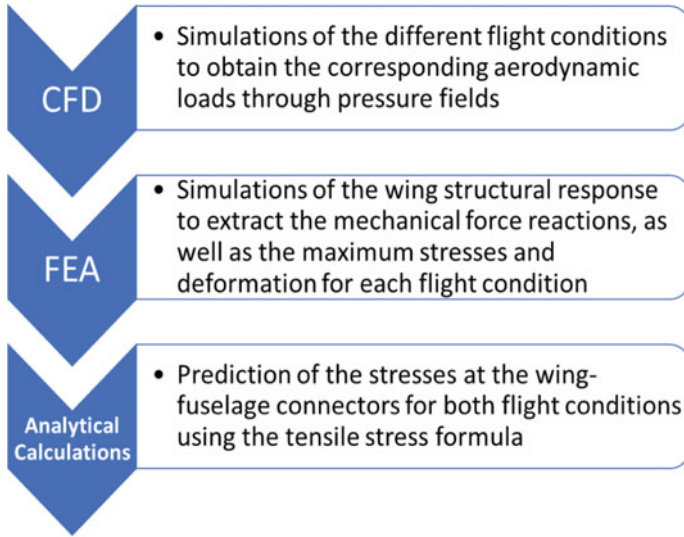 CFD
• Simulations of the different flight conditions
to obtain the corresponding aerodynamic
loads through pressure fields
FEA
• Simulations of the wing structural response
to extract the mechanical force reactions, as
well as the maximum stresses and
deformation for each flight condition
Analytical
Calculations
• Prediction of the stresses at the wing-
fuselage connectors for both flight conditions
using the tensile stress formula